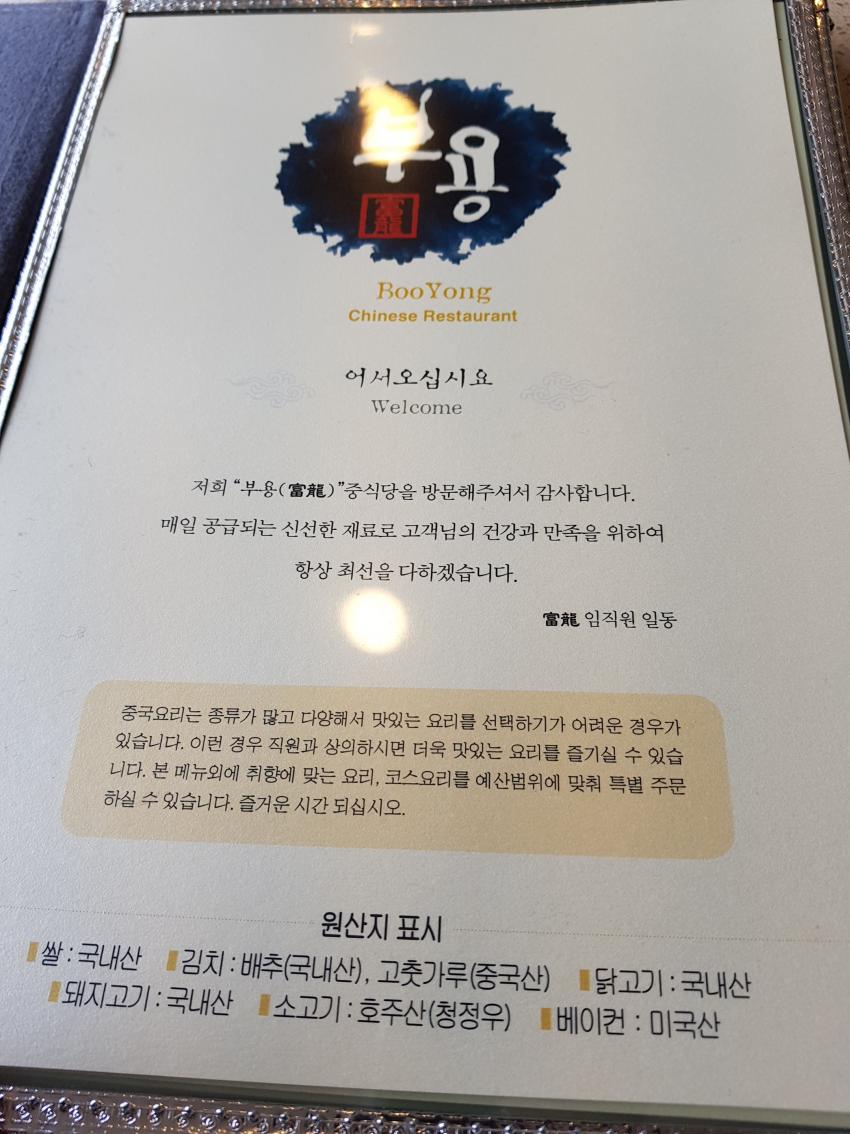 부용
富龍
BooYong
Chinese Restaurant
어서오십시요
Welcome
저희 “부용(富龍)”중식당을 방문해주셔서 감사합니다.
매일 공급되는 신선한 재료로 고객님의 건강과 만족을 위하여
항상 최선을 다하겠습니다.
富龍 임직원 일동
중국요리는 종류가 많고 다양해서 맛있는 요리를 선택하기가 어려운 경우가
있습니다. 이런 경우 직원과 상의하시면 더욱 맛있는 요리를 즐기실 수 있습
니다. 본 메뉴외에 취향에 맞는 요리, 코스요리를 예산범위에 맞춰 특별 주문
하실 수 있습니다. 즐거운 시간 되십시오.
원산지 표시
쌀 : 국내산 김치 : 배추(국내산), 고춧가루(중국산) 닭고기 : 국내산
돼지고기 : 국내산 소고기 : 호주산(청정우) 베이컨 : 미국산